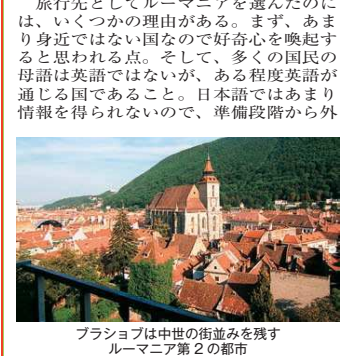 旅行先としてルーマニアを選んだのに
は、いくつかの理由がある。まず、あま
り身近ではない国なので好奇心を喚起す
ると思われる点。そして、多くの国民の
母語は英語ではないが、ある程度英語が
通じる国であること。日本語ではあまり
情報を得られないので、準備段階から外
ブラショブは中世の街並みを残す
ルーマニア第２の都市